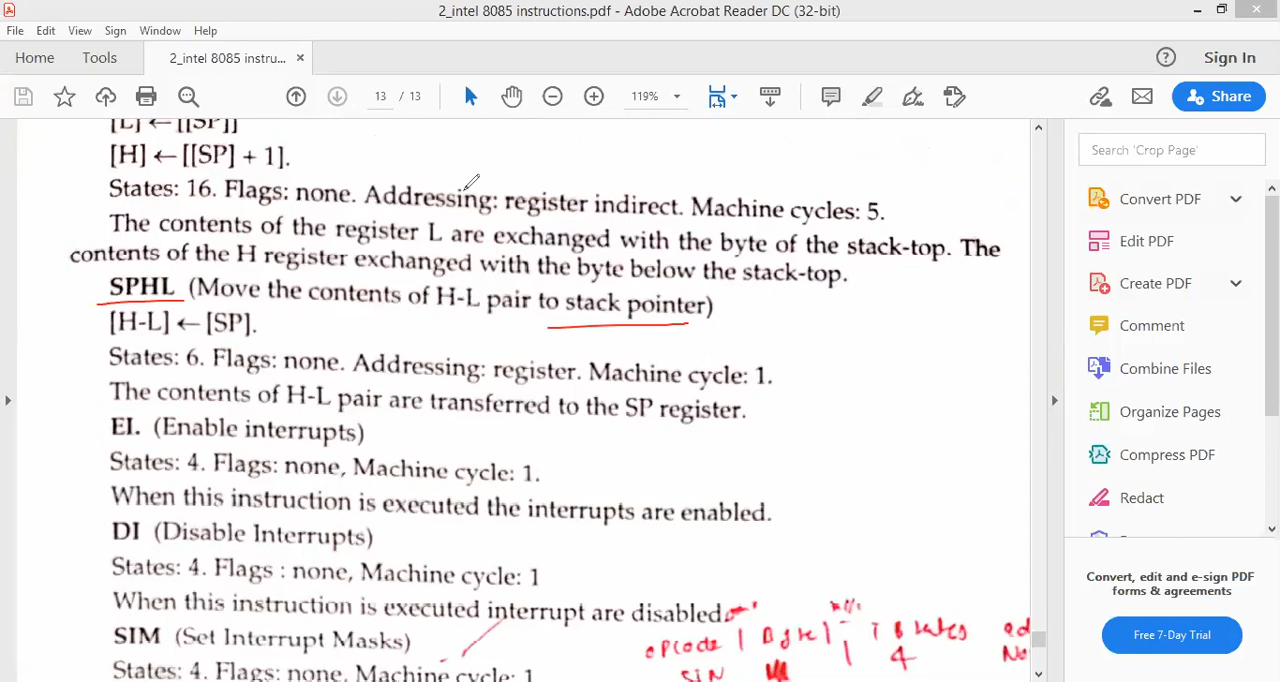 2_intel 8085 instructions.pdf - Adobe Acrobat Reader DC (32-bit)
File Edit View Sign Window Help
Home Tools 2_intel 8085 instru... × Sign In
13 / 13 119% Share
[L] ← [[SP]]
[H] ← [[SP] + 1].
States: 16. Flags: none. Addressing: register indirect. Machine cycles: 5.
The contents of the register L are exchanged with the byte of the stack-top. The
contents of the H register exchanged with the byte below the stack-top.
SPHL (Move the contents of H-L pair to stack pointer)
[H-L] ← [SP].
States: 6. Flags: none. Addressing: register. Machine cycle: 1.
The contents of H-L pair are transferred to the SP register.
EI. (Enable interrupts)
States: 4. Flags: none, Machine cycle: 1.
When this instruction is executed the interrupts are enabled.
DI (Disable Interrupts)
States: 4. Flags : none, Machine cycle: 1
When this instruction is executed interrupt are disabled.
SIM (Set Interrupt Masks)
States: 4. Flags: none, Machine cycle: 1
opcode | Byte |
1 4 No
SIM
Search 'Crop Page'
Convert PDF
Edit PDF
Create PDF
Comment
Combine Files
Organize Pages
Compress PDF
Redact
Convert, edit and e-sign PDF
forms & agreements
Free 7-Day Trial